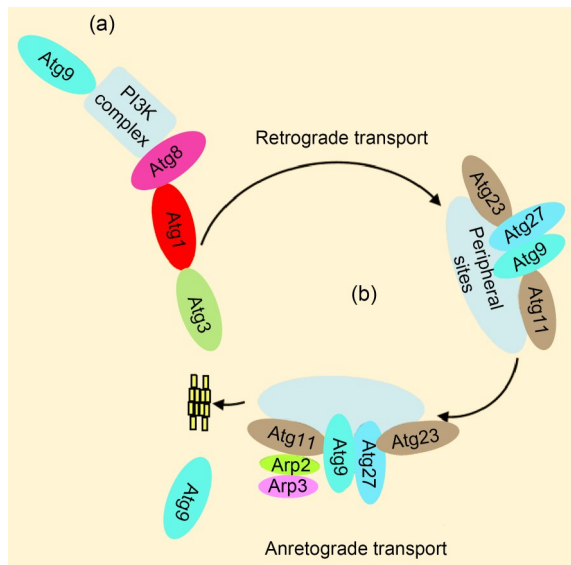 (a)
Atg9
PI3K
complex
Atg8
Atg1
Atg3
Retrograde transport
(b)
Atg23
Atg27
Atg9
Atg11
Peripheral
sites
Atg11
Arp2
Arp3
Atg9
Atg27
Atg23
Atg9
Anretograde transport